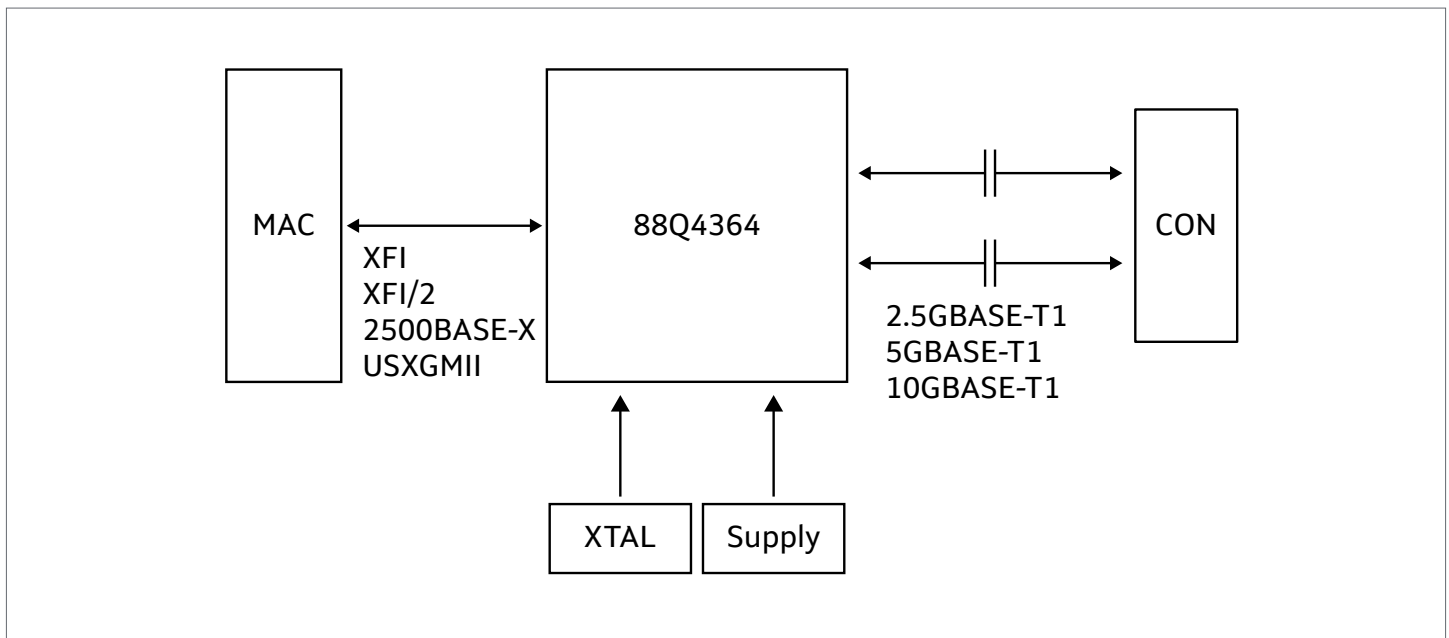 MAC
88Q4364
CON
XFI
XFI/2
2500BASE-X
USXGMII
2.5GBASE-T1
5GBASE-T1
10GBASE-T1
XTAL
Supply